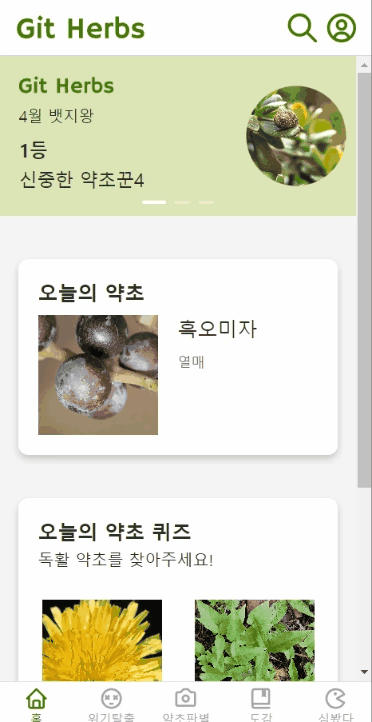 Git Herbs
Git Herbs
4월 뱃지왕
1등
신중한 약초꾼4
오늘의 약초
흑오미자
열매
오늘의 약초 퀴즈
독활 약초를 찾아주세요!
홈 위기탈출 약초판별 도감 심봤다